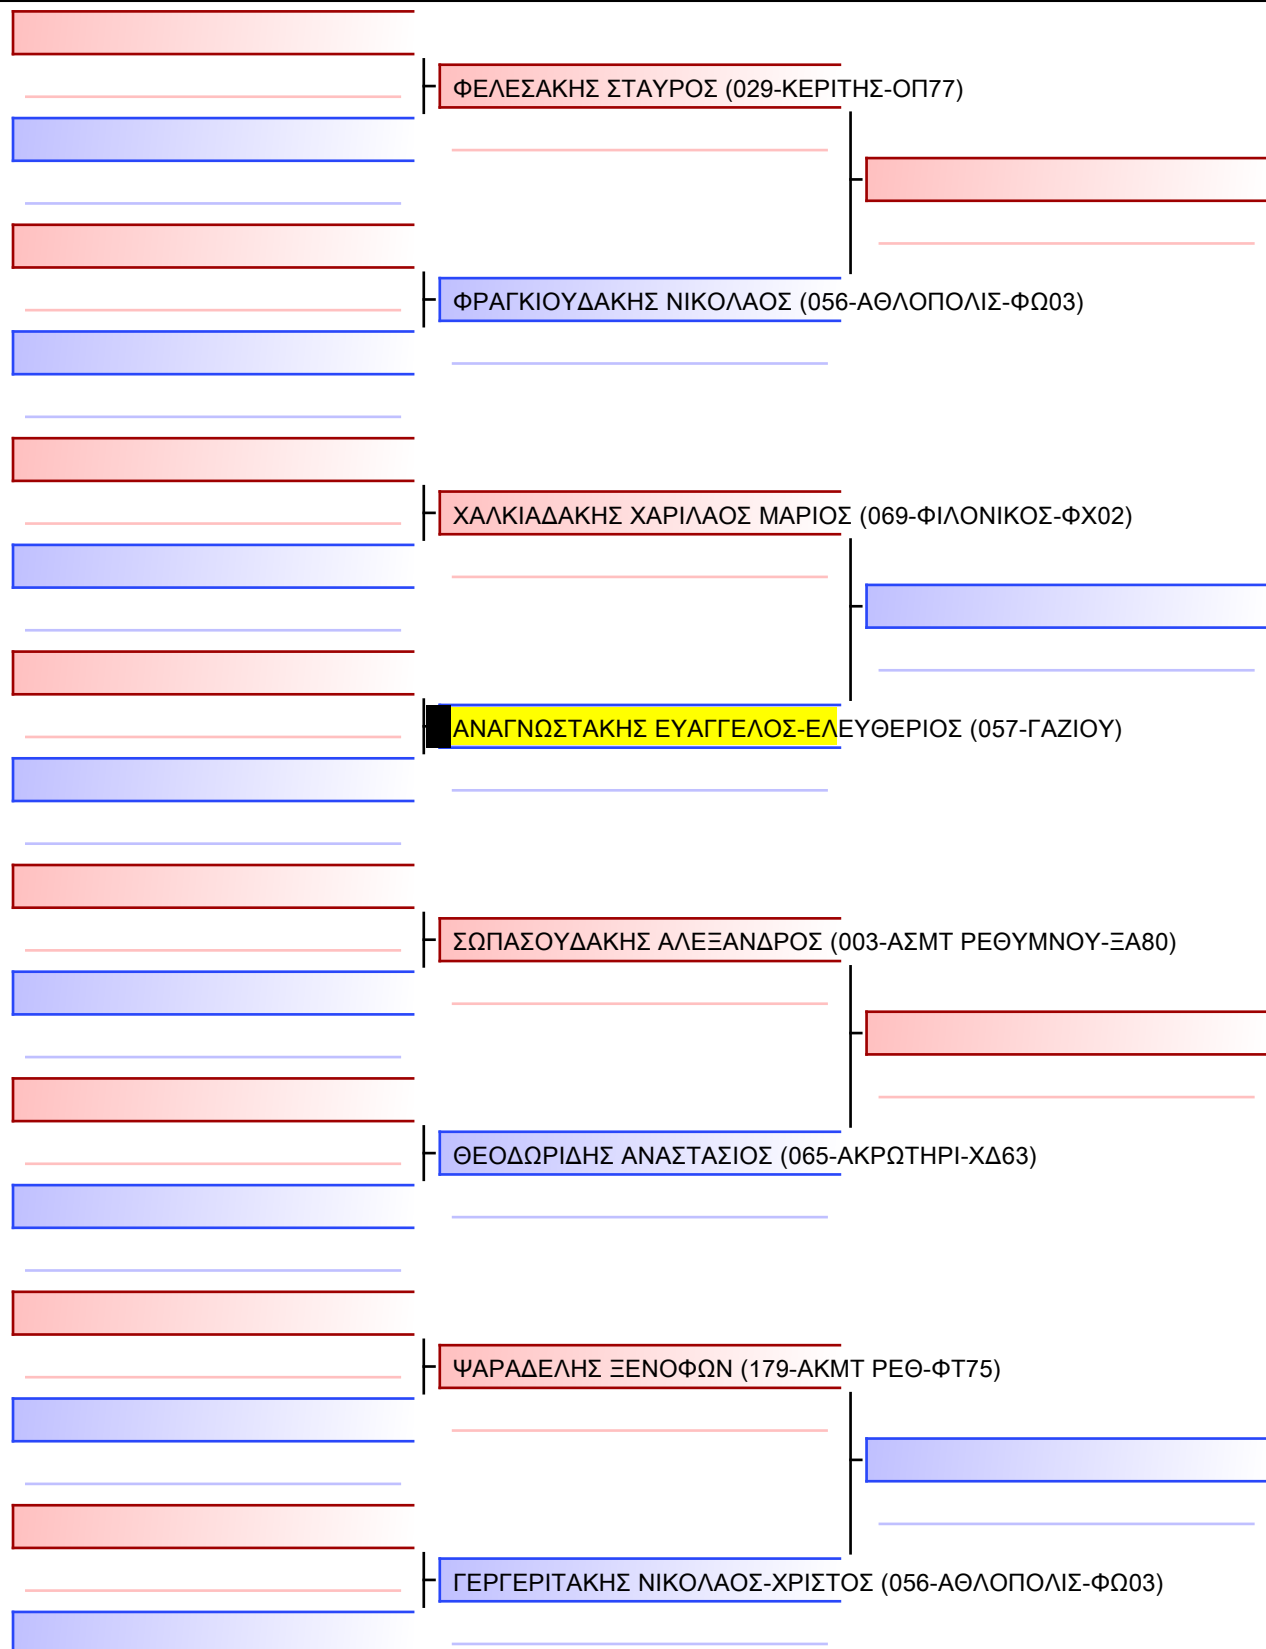 ΦΕΛΕΣΑΚΗΣ ΣΤΑΥΡΟΣ (029-ΚΕΡΙΤΗΣ-ΟΠ77)
ΦΡΑΓΚΙΟΥΔΑΚΗΣ ΝΙΚΟΛΑΟΣ (056-ΑΘΛΟΠΟΛΙΣ-ΦΩ03)
ΧΑΛΚΙΑΔΑΚΗΣ ΧΑΡΙΛΑΟΣ ΜΑΡΙΟΣ (069-ΦΙΛΟΝΙΚΟΣ-ΦΧ02)
ΑΝΑΓΝΩΣΤΑΚΗΣ ΕΥΑΓΓΕΛΟΣ-ΕΛΕΥΘΕΡΙΟΣ (057-ΓΑΖΙΟΥ)
ΣΩΠΑΣΟΥΔΑΚΗΣ ΑΛΕΞΑΝΔΡΟΣ (003-ΑΣΜΤ ΡΕΘΥΜΝΟΥ-ΞΑ80)
ΘΕΟΔΩΡΙΔΗΣ ΑΝΑΣΤΑΣΙΟΣ (065-ΑΚΡΩΤΗΡΙ-ΧΔ63)
ΨΑΡΑΔΕΛΗΣ ΞΕΝΟΦΩΝ (179-ΑΚΜΤ ΡΕΘ-ΦΤ75)
ΓΕΡΓΕΡΙΤΑΚΗΣ ΝΙΚΟΛΑΟΣ-ΧΡΙΣΤΟΣ (056-ΑΘΛΟΠΟΛΙΣ-ΦΩ03)